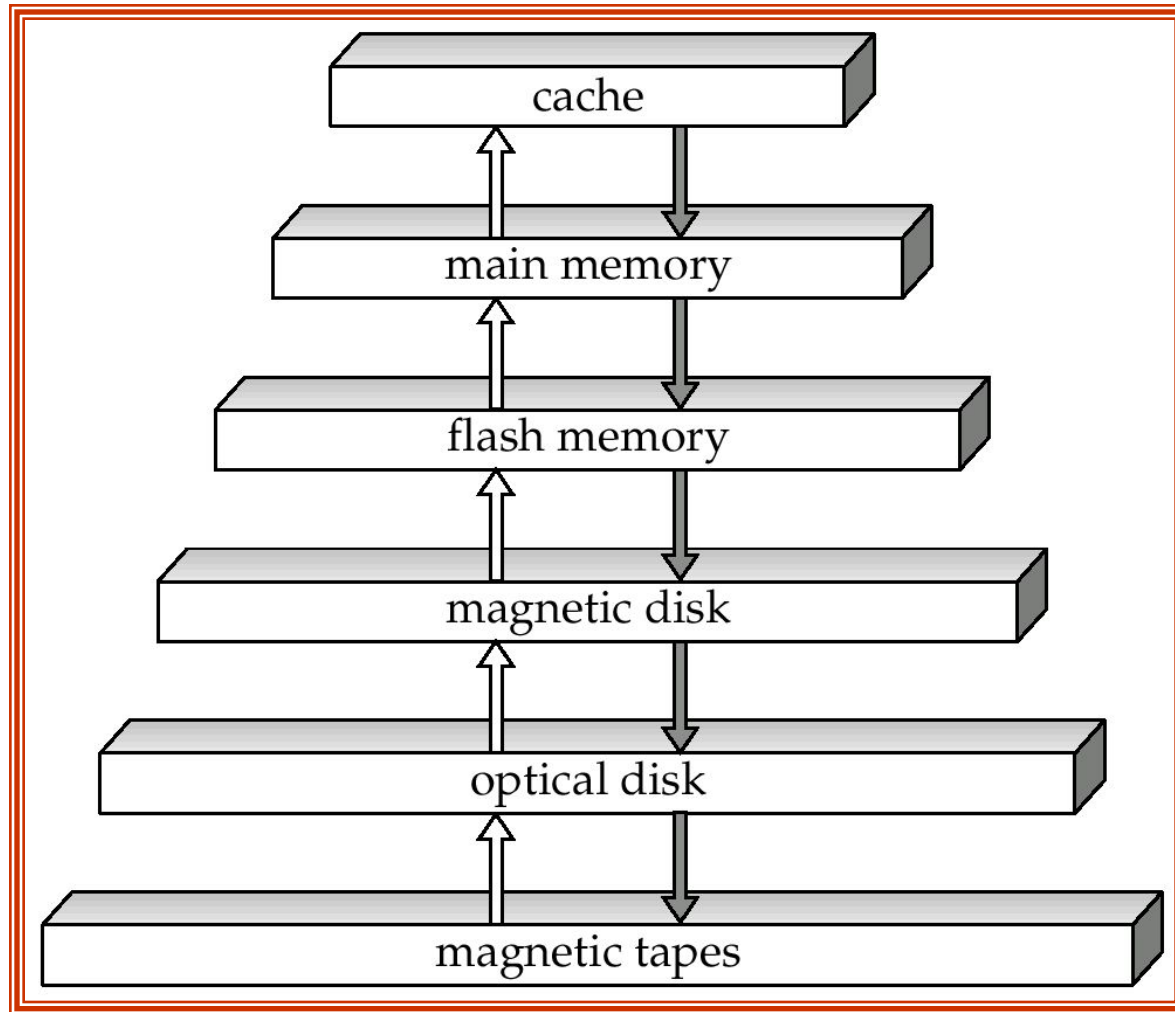 cache
main memory
flash memory
magnetic disk
optical disk
magnetic tapes